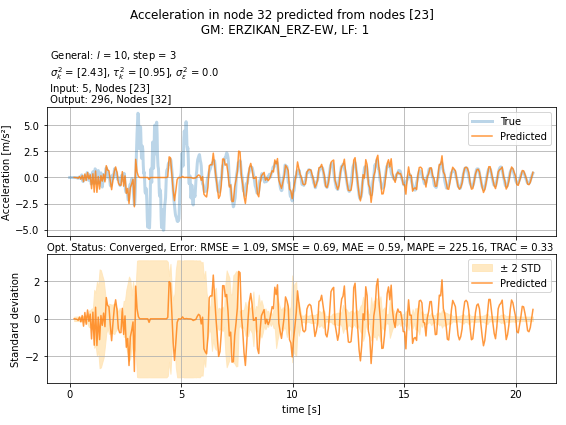 Acceleration in node 32 predicted from nodes [23]
GM: ERZIKAN_ERZ-EW, LF: 1
General: l = 10, step = 3
σ²ₖ = [2.43], τ²ₖ = [0.95], σ²ε = 0.0
Input: 5, Nodes [23]
Output: 296, Nodes [32]
Acceleration [m/s²]
5.0
2.5
0.0
−2.5
−5.0
True
Predicted
Opt. Status: Converged, Error: RMSE = 1.09, SMSE = 0.69, MAE = 0.59, MAPE = 225.16, TRAC = 0.33
Standard deviation
2
0
−2
± 2 STD
Predicted
0 5 10 15 20
time [s]